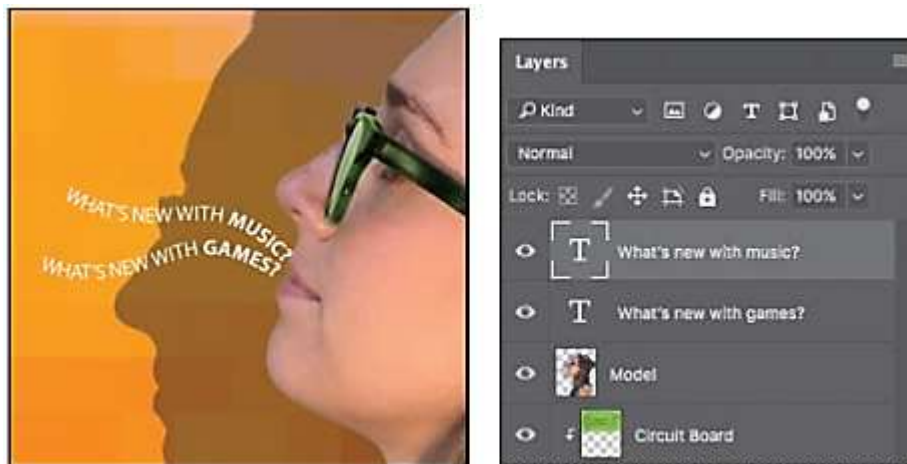 WHAT'S NEW WITH MUSIC?
WHAT'S NEW WITH GAMES?
Layers
Kind
T
Normal
Opacity: 100%
Lock:
Fill: 100%
T What's new with music?
T What's new with games?
Model
Circuit Board